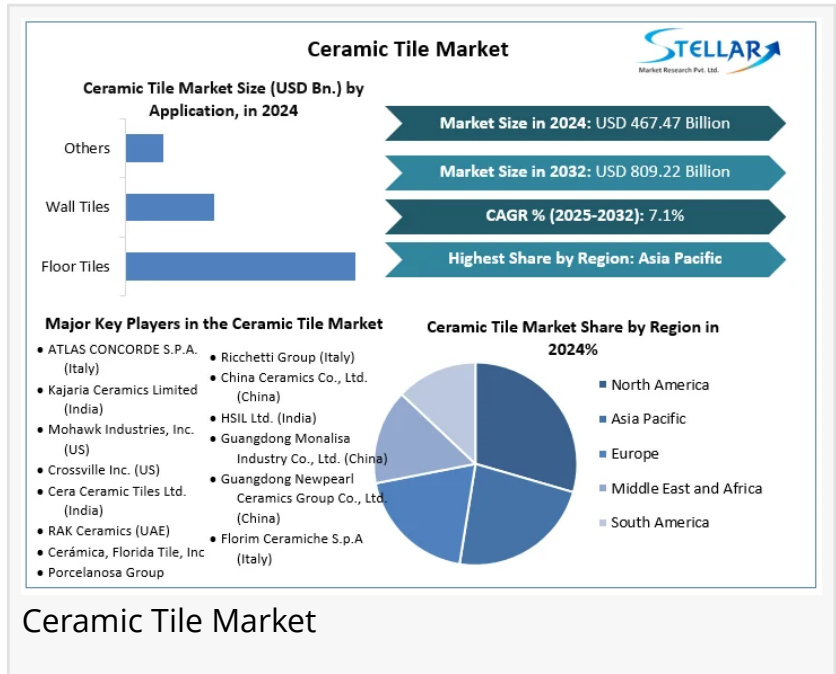 Ceramic Tile Market
STELLAR
Market Research Pvt. Ltd.
Ceramic Tile Market Size (USD Bn.) by
Application, in 2024
Others
Wall Tiles
Floor Tiles
Market Size in 2024: USD 467.47 Billion
Market Size in 2032: USD 809.22 Billion
CAGR % (2025-2032): 7.1%
Highest Share by Region: Asia Pacific
Major Key Players in the Ceramic Tile Market
• ATLAS CONCORDE S.P.A.
(Italy)
• Kajaria Ceramics Limited
(India)
• Mohawk Industries, Inc.
(US)
• Crossville Inc. (US)
• Cera Ceramic Tiles Ltd.
(India)
• RAK Ceramics (UAE)
• Cerámica, Florida Tile, Inc
• Porcelanosa Group
• Ricchetti Group (Italy)
• China Ceramics Co., Ltd.
(China)
• HSIL Ltd. (India)
• Guangdong Monalisa
Industry Co., Ltd. (China)
• Guangdong Newpearl
Ceramics Group Co., Ltd.
(China)
• Florim Ceramiche S.p.A
(Italy)
Ceramic Tile Market Share by Region in
2024%
North America
Asia Pacific
Europe
Middle East and Africa
South America
Ceramic Tile Market